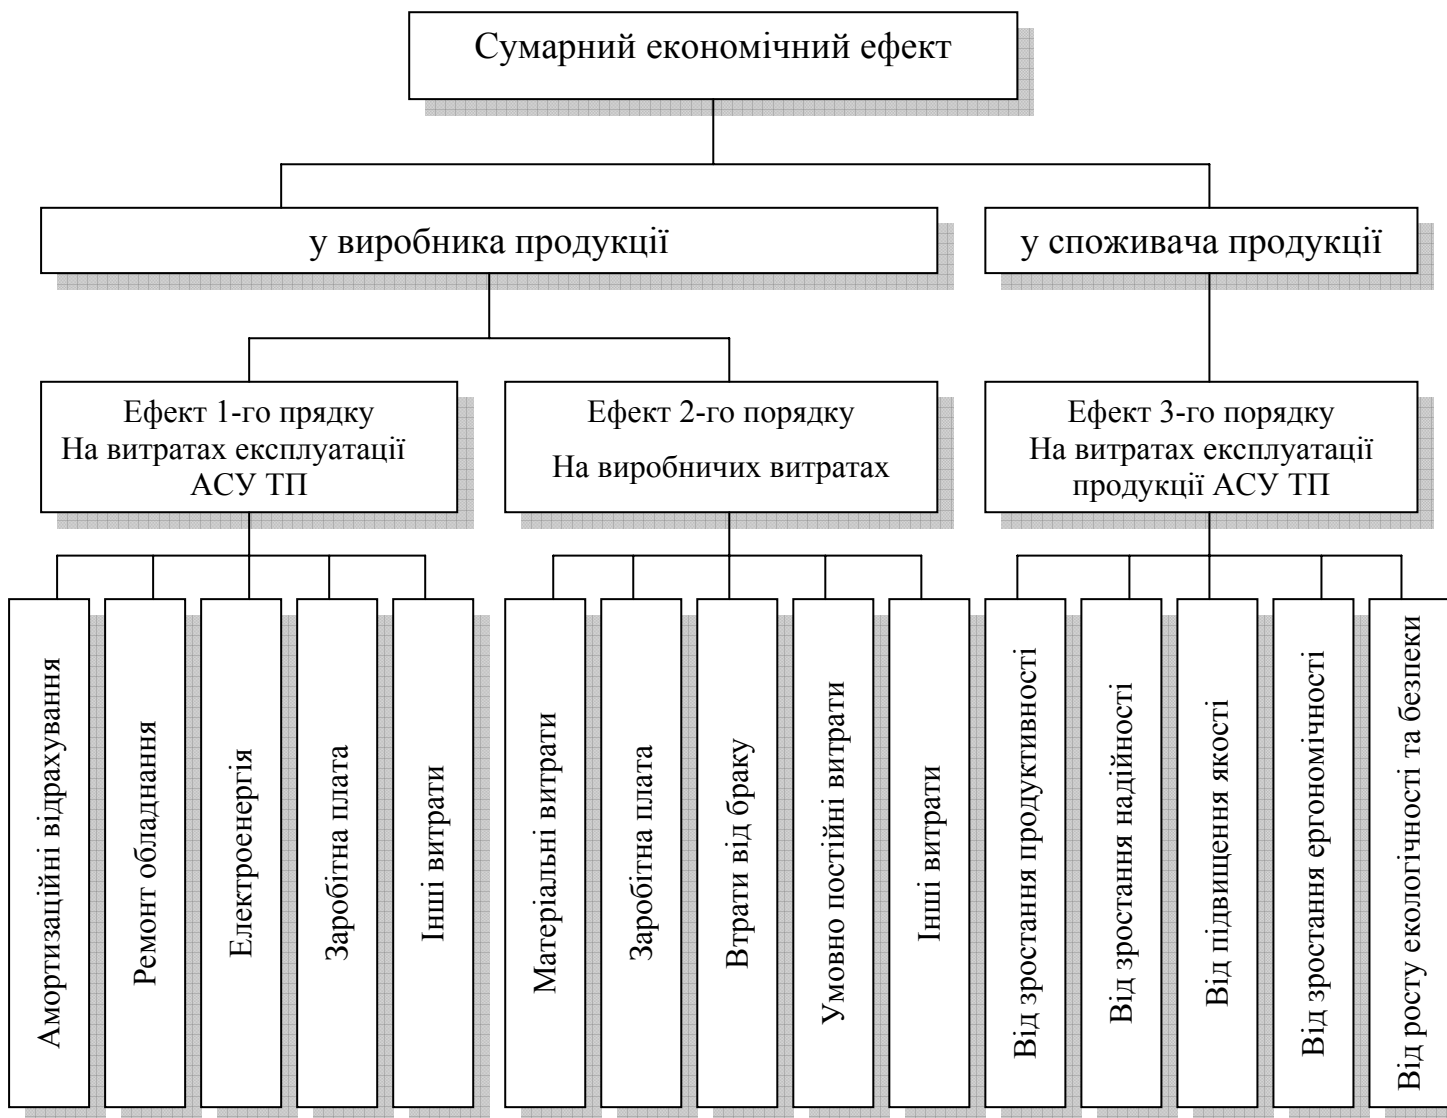 Сумарний економічний ефект
у виробника продукції
у споживача продукції
Ефект 1-го прядку
На витратах експлуатації
АСУ ТП
Ефект 2-го порядку
На виробничих витратах
Ефект 3-го порядку
На витратах експлуатації
продукції АСУ ТП
Амортизаційні відрахування
Ремонт обладнання
Електроенергія
Заробітна плата
Інші витрати
Матеріальні витрати
Заробітна плата
Втрати від браку
Умовно постійні витрати
Інші витрати
Від зростання продуктивності
Від зростання надійності
Від підвищення якості
Від зростання ергономічності
Від росту екологічності та безпеки